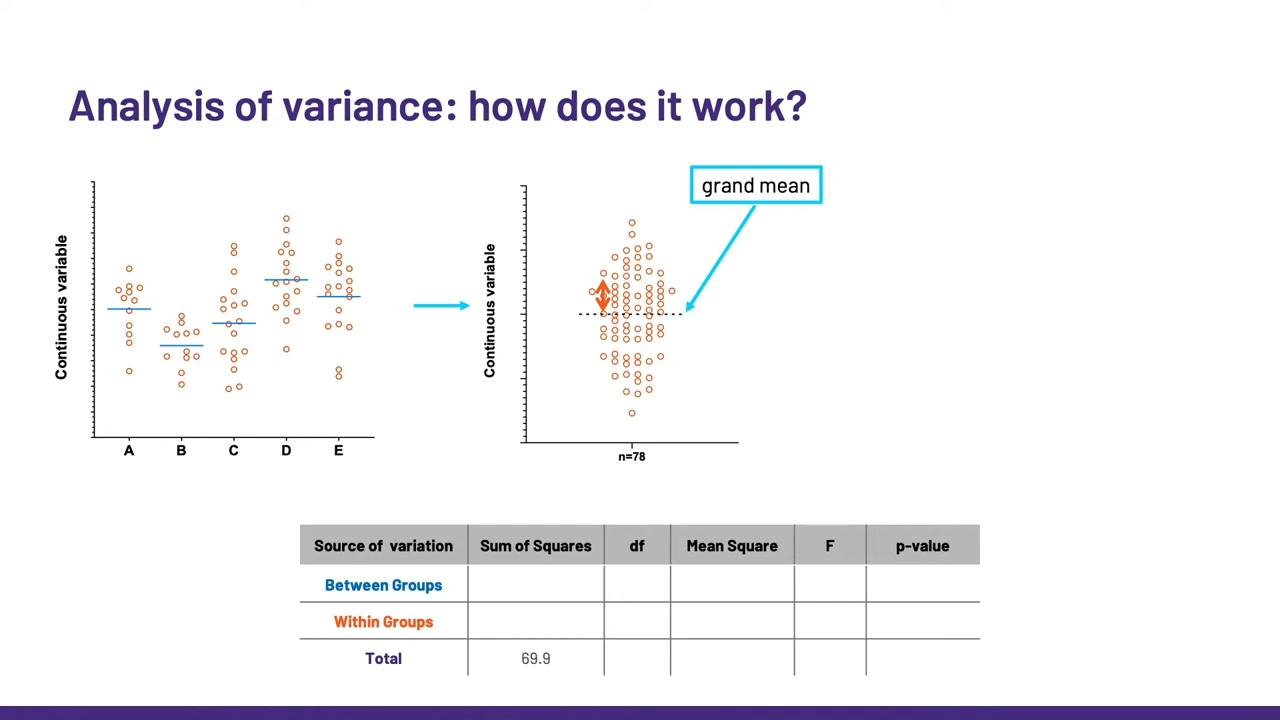 Analysis of variance: how does it work?
grand mean
Continuous variable
A B C D E
Continuous variable
n=78
Source of variation Sum of Squares df Mean Square F p-value
Between Groups
Within Groups
Total 69.9